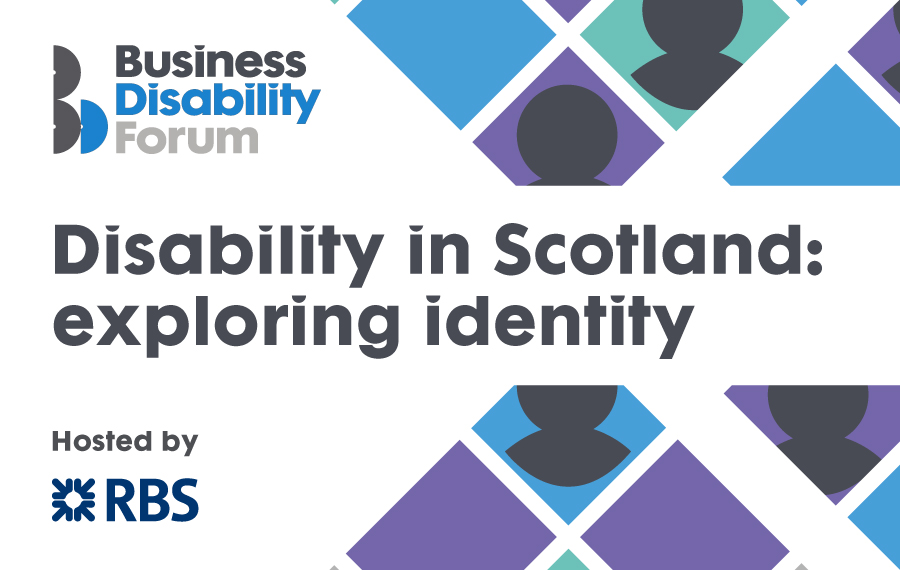 Business
Disability
Forum
Disability in Scotland:
exploring identity
Hosted by
RBS